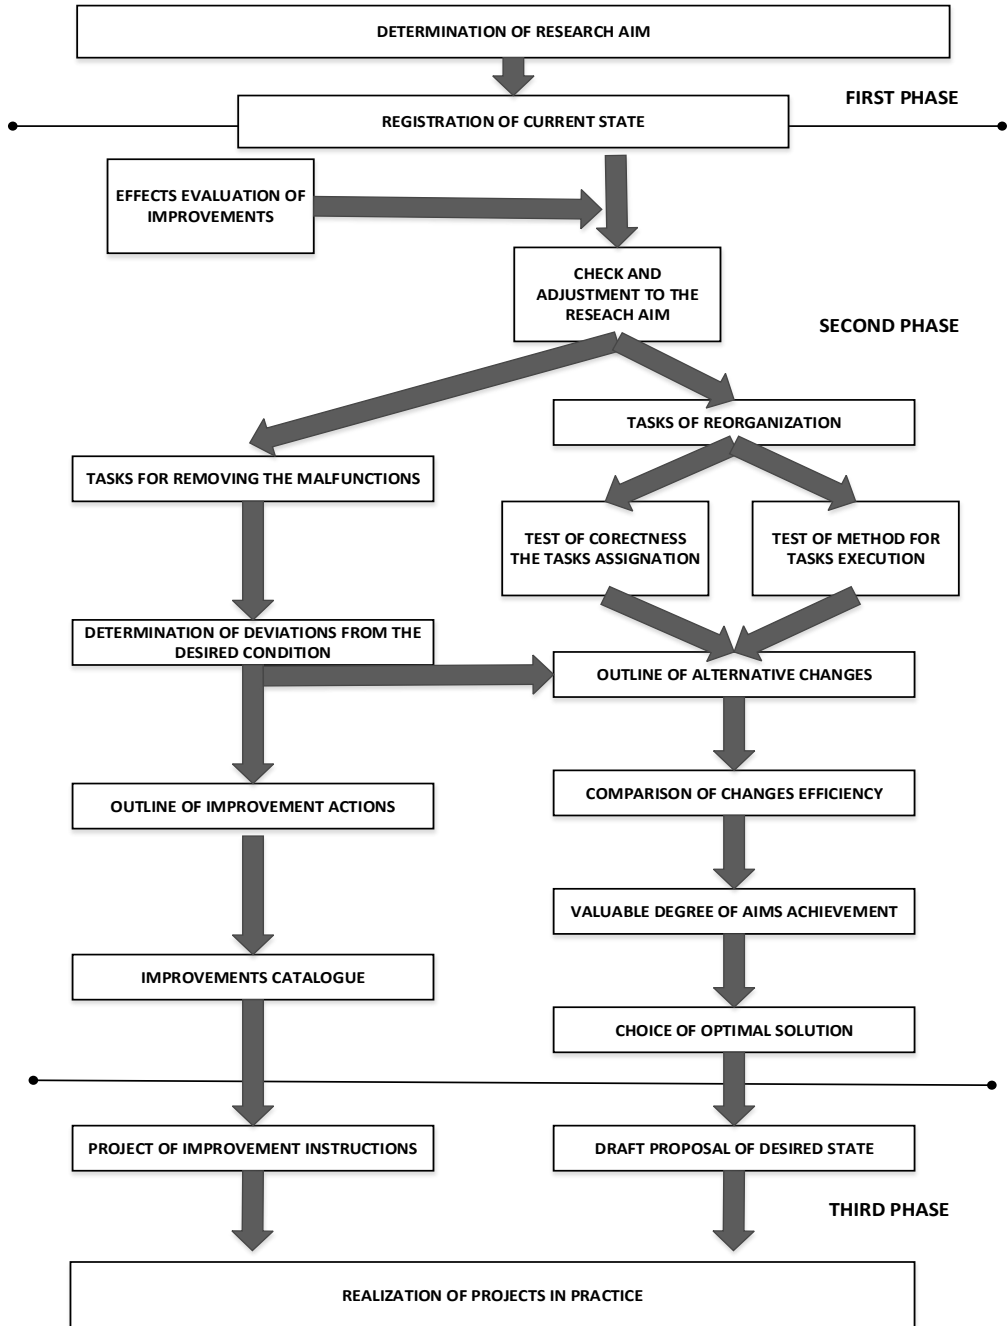 DETERMINATION OF RESEARCH AIM
FIRST PHASE
REGISTRATION OF CURRENT STATE
EFFECTS EVALUATION OF
IMPROVEMENTS
CHECK AND
ADJUSTMENT TO THE
RESEACH AIM
SECOND PHASE
TASKS OF REORGANIZATION
TASKS FOR REMOVING THE MALFUNCTIONS
TEST OF CORECTNESS
THE TASKS ASSIGNATION
TEST OF METHOD FOR
TASKS EXECUTION
DETERMINATION OF DEVIATIONS FROM THE
DESIRED CONDITION
OUTLINE OF ALTERNATIVE CHANGES
OUTLINE OF IMPROVEMENT ACTIONS
COMPARISON OF CHANGES EFFICIENCY
VALUABLE DEGREE OF AIMS ACHIEVEMENT
IMPROVEMENTS CATALOGUE
CHOICE OF OPTIMAL SOLUTION
PROJECT OF IMPROVEMENT INSTRUCTIONS
DRAFT PROPOSAL OF DESIRED STATE
THIRD PHASE
REALIZATION OF PROJECTS IN PRACTICE